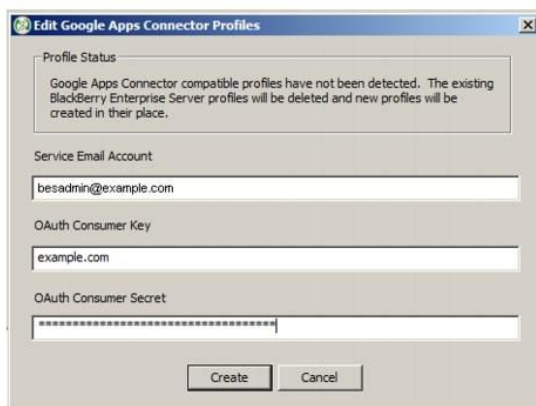 Edit Google Apps Connector Profiles
Profile Status
Google Apps Connector compatible profiles have not been detected. The existing
BlackBerry Enterprise Server profiles will be deleted and new profiles will be
created in their place.
Service Email Account
besadmin@example.com
OAuth Consumer Key
example.com
OAuth Consumer Secret
***********************************
Create Cancel